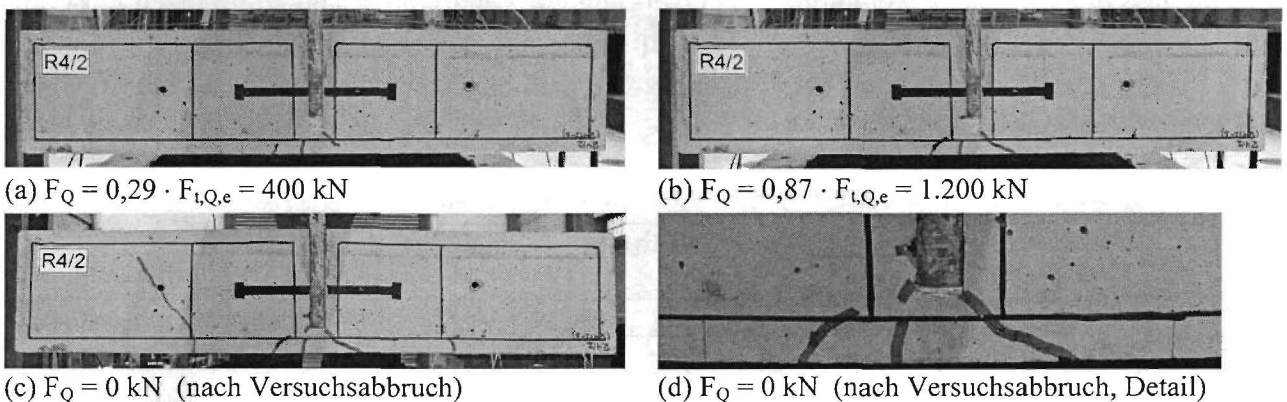 R4/2
R4/2
(a) F_Q = 0,29 · F_t,Q,e = 400 kN
(b) F_Q = 0,87 · F_t,Q,e = 1.200 kN
R4/2
(c) F_Q = 0 kN (nach Versuchsabbruch)
(d) F_Q = 0 kN (nach Versuchsabbruch, Detail)